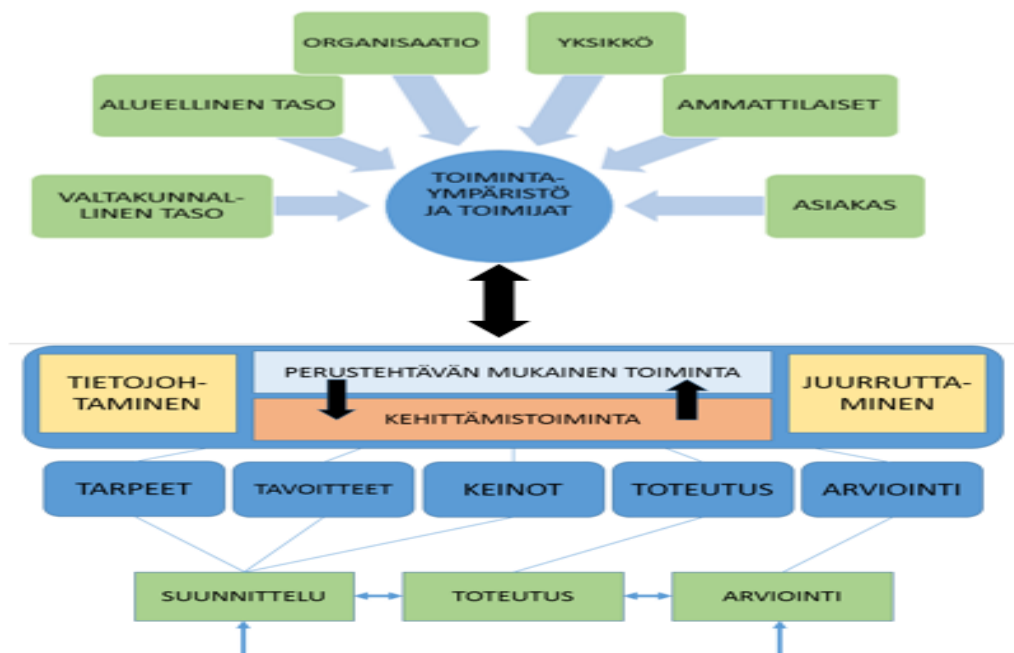 ORGANISAATIO
YKSIKKÖ
ALUEELLINEN TASO
AMMATTILAISET
VALTAKUNNAL-
LINEN TASO
TOIMINTA-
YMPÄRISTÖ
JA TOIMIJAT
ASIAKAS
TIETOJOH-
TAMINEN
PERUSTEHTÄVÄN MUKAINEN TOIMINTA
KEHITTÄMISTOIMINTA
JUURRUTTA-
MINEN
TARPEET
TAVOITTEET
KEINOT
TOTEUTUS
ARVIOINTI
SUUNNITTELU
TOTEUTUS
ARVIOINTI